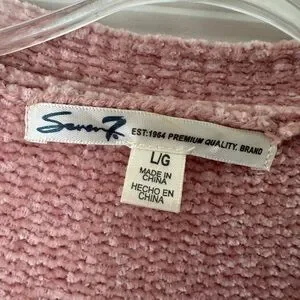 Seven7
EST:1964 PREMIUM QUALITY. BRAND
L/G
MADE IN
CHINA
HECHO EN
CHINA